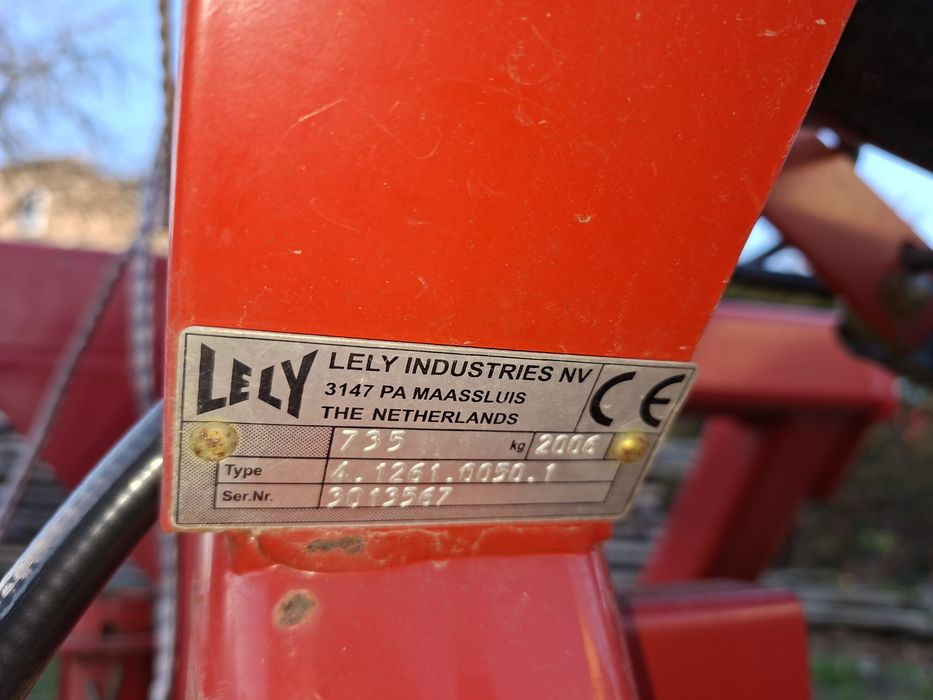 LELY
LELY INDUSTRIES NV
3147 PA MAASSLUIS
THE NETHERLANDS
CE
735 kg 2006
Type 4.1261.0050.1
Ser.Nr. 3013567